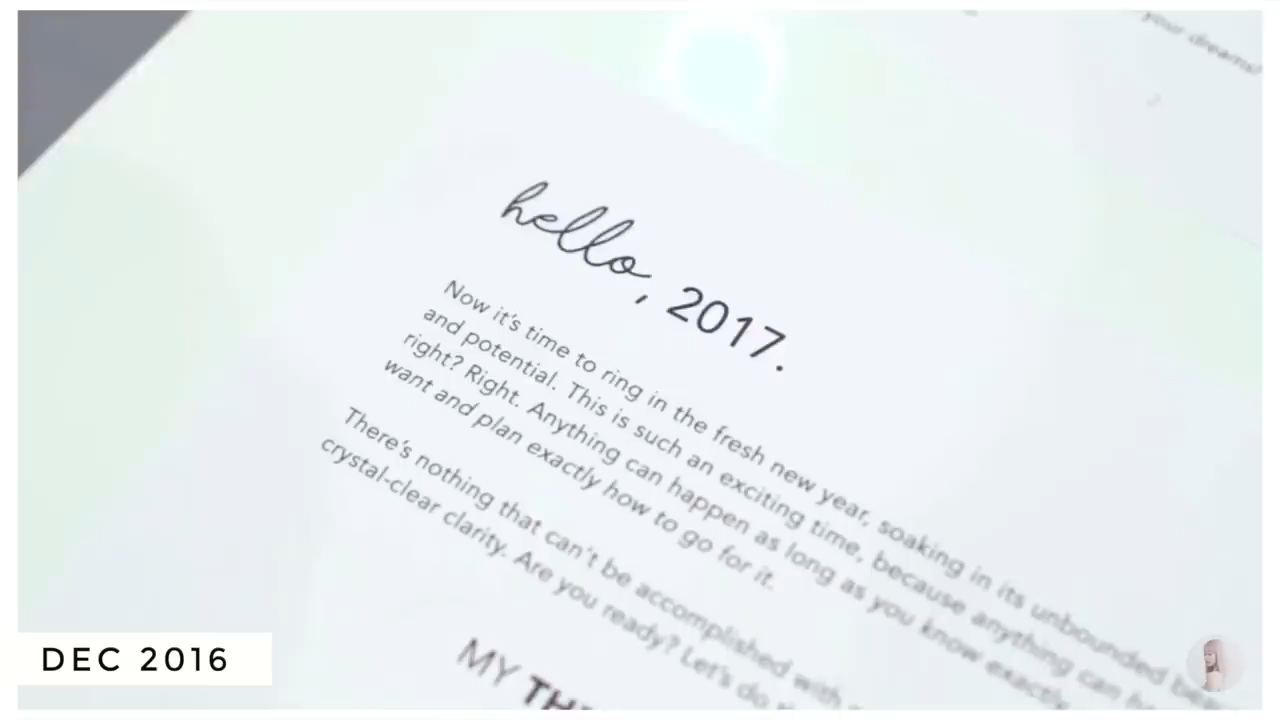 your dreams!
hello, 2017.
Now it's time to ring in the fresh new year, soaking in its unbounded
and potential. This is such an exciting time, because anything can
right? Right. Anything can happen as long as you know exactly
want and plan exactly how to go for it.
There's nothing that can't be accomplished with
crystal-clear clarity. Are you ready? Let's do
MY
DEC 2016